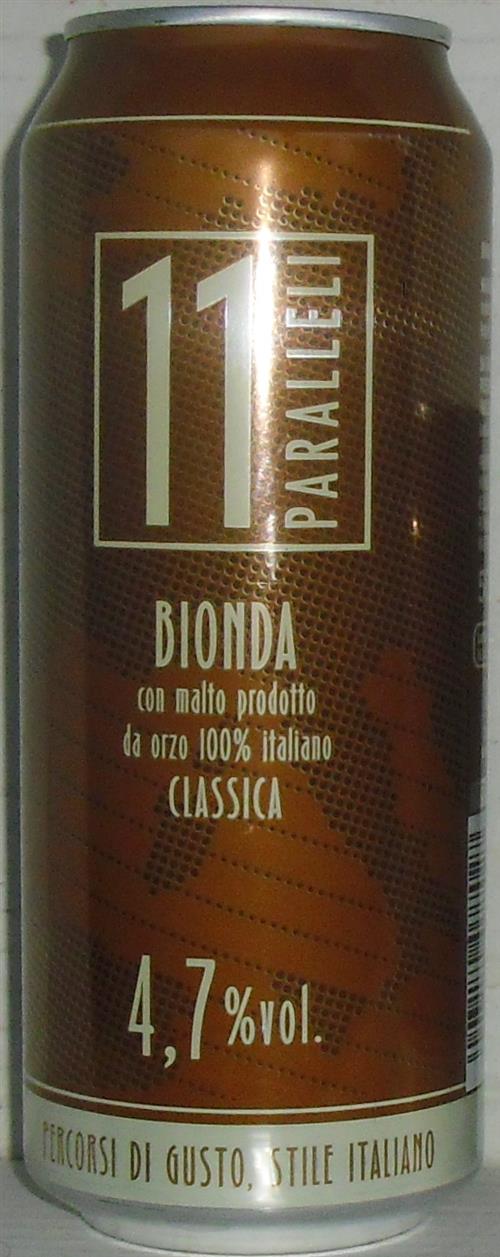 11
PARALLELI
BIONDA
con malto prodotto
da orzo 100% italiano
CLASSICA
4,7%vol.
PERCORSI DI GUSTO, STILE ITALIANO